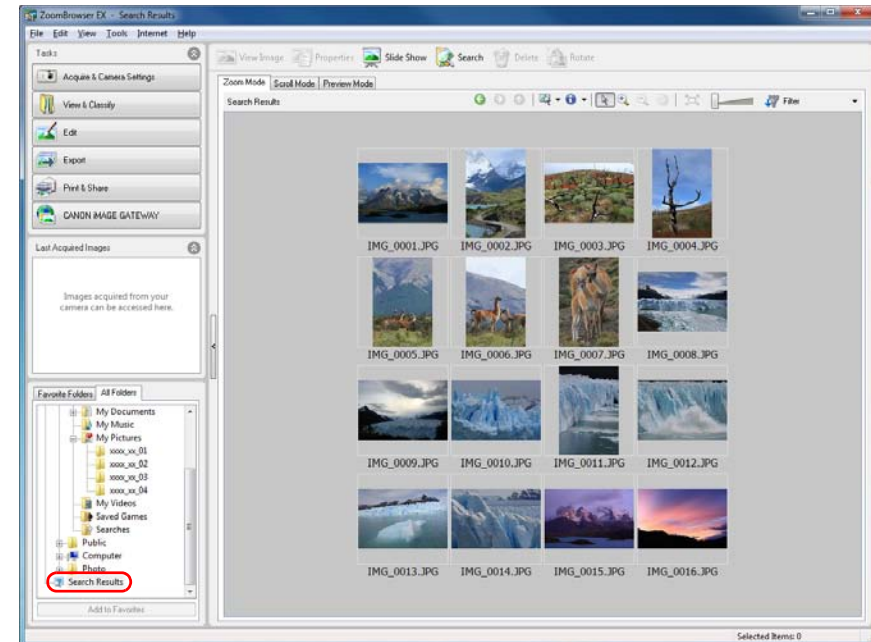 ZoomBrowser EX - Search Results
File Edit View Tools Internet Help
Tasks
Acquire & Camera Settings
View & Classify
Edit
Export
Print & Share
CANON iMAGE GATEWAY
Last Acquired Images
Images acquired from your
camera can be accessed here.
Favorite Folders All Folders
My Documents
My Music
My Pictures
xxxx_xx_01
xxxx_xx_02
xxxx_xx_03
xxxx_xx_04
My Videos
Saved Games
Searches
Public
Computer
Photo
Search Results
Add to Favorites
View Image Properties Slide Show Search Delete Rotate
Zoom Mode Scroll Mode Preview Mode
Search Results Filter
IMG_0001.JPG IMG_0002.JPG IMG_0003.JPG IMG_0004.JPG
IMG_0005.JPG IMG_0006.JPG IMG_0007.JPG IMG_0008.JPG
IMG_0009.JPG IMG_0010.JPG IMG_0011.JPG IMG_0012.JPG
IMG_0013.JPG IMG_0014.JPG IMG_0015.JPG IMG_0016.JPG
Selected Items: 0